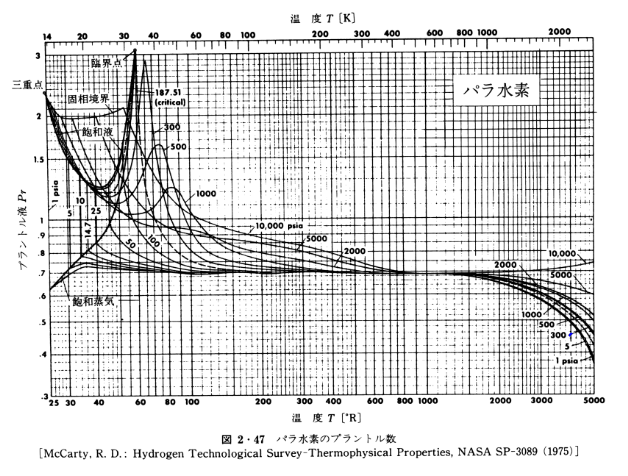 温 度 T [K]
14 20 30 40 50 100 200 300 400 500 1000 2000
3
臨界点
三重点
187.51
(critical)
パラ水素
固相境界
2
300
飽和液
500
1.5
1000
プラントル液 Pr
1 psia
10
5
25
14.7
10,000 psia
1
5000
.9
50
100
2000
.8
2000
10,000
.7
5000
.6
飽和蒸気
1000
.5
500
300
5
.4
1 psia
.3
25 30 40 60 80 100 200 300 400 600 800 1000 2000 3000 5000
温 度 T [°R]
図 2・47 パラ水素のプラントル数
[McCarty, R. D.: Hydrogen Technological Survey-Thermophysical Properties, NASA SP-3089 (1975)]